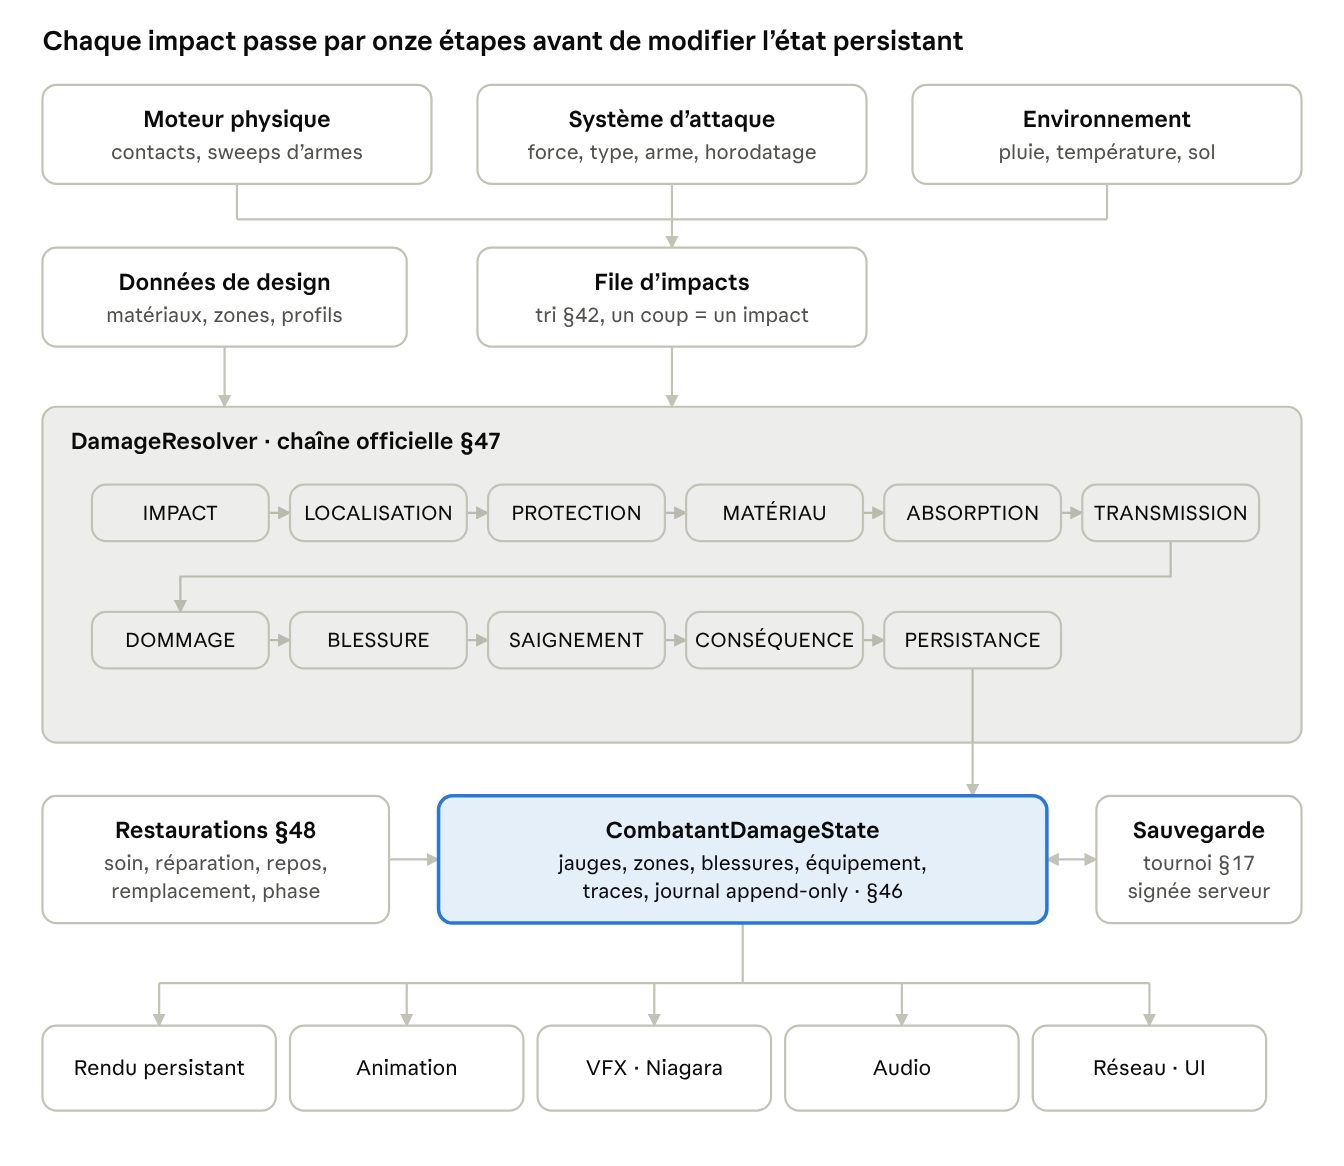 Chaque impact passe par onze étapes avant de modifier l’état persistant
Moteur physique
contacts, sweeps d’armes
Système d’attaque
force, type, arme, horodatage
Environnement
pluie, température, sol
Données de design
matériaux, zones, profils
File d’impacts
tri §42, un coup = un impact
DamageResolver · chaîne officielle §47
IMPACT
LOCALISATION
PROTECTION
MATÉRIAU
ABSORPTION
TRANSMISSION
DOMMAGE
BLESSURE
SAIGNEMENT
CONSÉQUENCE
PERSISTANCE
Restaurations §48
soin, réparation, repos,
remplacement, phase
CombatantDamageState
jauges, zones, blessures, équipement,
traces, journal append-only · §46
Sauvegarde
tournoi §17
signée serveur
Rendu persistant
Animation
VFX · Niagara
Audio
Réseau · UI